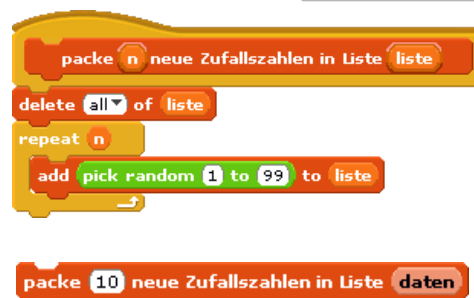 packe n neue Zufallszahlen in Liste liste
delete all of liste
repeat n
add pick random 1 to 99 to liste
packe 10 neue Zufallszahlen in Liste daten